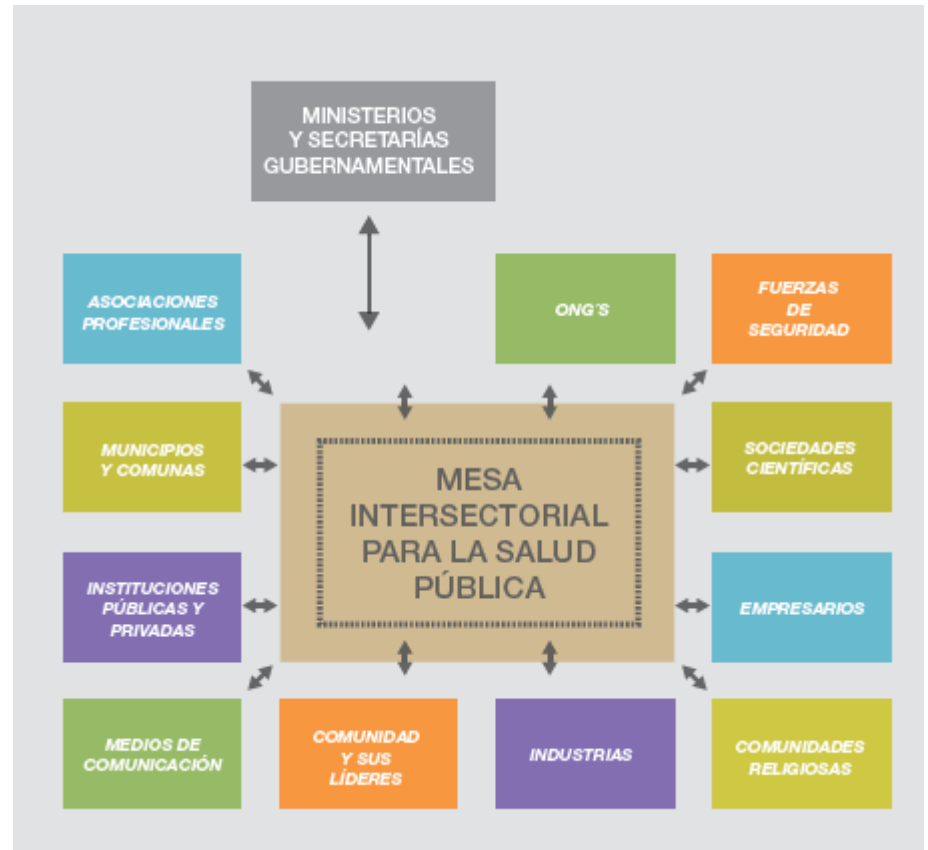 MINISTERIOS
Y SECRETARÍAS
GUBERNAMENTALES
ASOCIACIONES
PROFESIONALES
ONG´S
FUERZAS
DE
SEGURIDAD
MUNICIPIOS
Y COMUNAS
MESA
INTERSECTORIAL
PARA LA SALUD
PÚBLICA
SOCIEDADES
CIENTÍFICAS
INSTITUCIONES
PÚBLICAS Y
PRIVADAS
EMPRESARIOS
MEDIOS DE
COMUNICACIÓN
COMUNIDAD
Y SUS
LÍDERES
INDUSTRIAS
COMUNIDADES
RELIGIOSAS